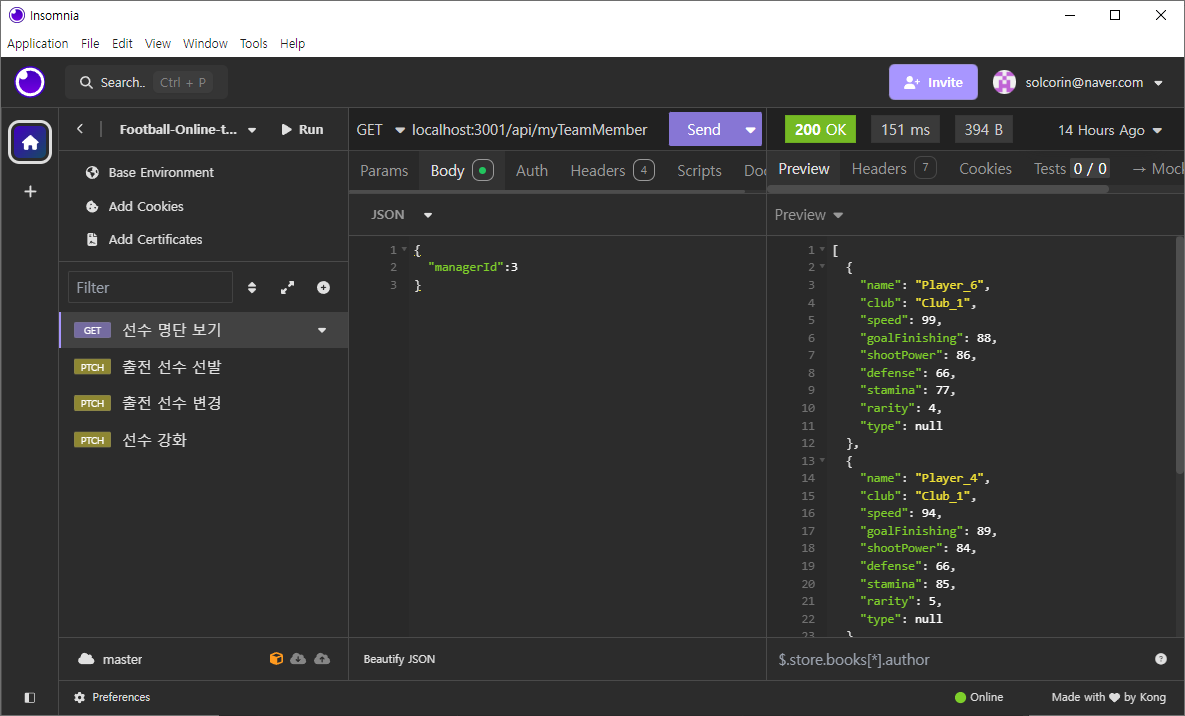 Insomnia
Application File Edit View Window Tools Help
Search.. Ctrl + P
Invite
solcorin@naver.com
Football-Online-t...
Run
Base Environment
Add Cookies
Add Certificates
Filter
GET 선수 명단 보기
PTCH 출전 선수 선발
PTCH 출전 선수 변경
PTCH 선수 강화
master
Preferences
GET localhost:3001/api/myTeamMember Send
Params Body Auth Headers 4 Scripts Doc
JSON
1 {
2 "managerId":3
3 }
Beautify JSON
200 OK 151 ms 394 B 14 Hours Ago
Preview Headers 7 Cookies Tests 0 / 0 → Mock
Preview
1 [
2 {
3 "name": "Player_6",
4 "club": "Club_1",
5 "speed": 99,
6 "goalFinishing": 88,
7 "shootPower": 86,
8 "defense": 66,
9 "stamina": 77,
10 "rarity": 4,
11 "type": null
12 },
13 {
14 "name": "Player_4",
15 "club": "Club_1",
16 "speed": 94,
17 "goalFinishing": 89,
18 "shootPower": 84,
19 "defense": 66,
20 "stamina": 85,
21 "rarity": 5,
22 "type": null
23 }
$.store.books[*].author
Online
Made with ♥ by Kong